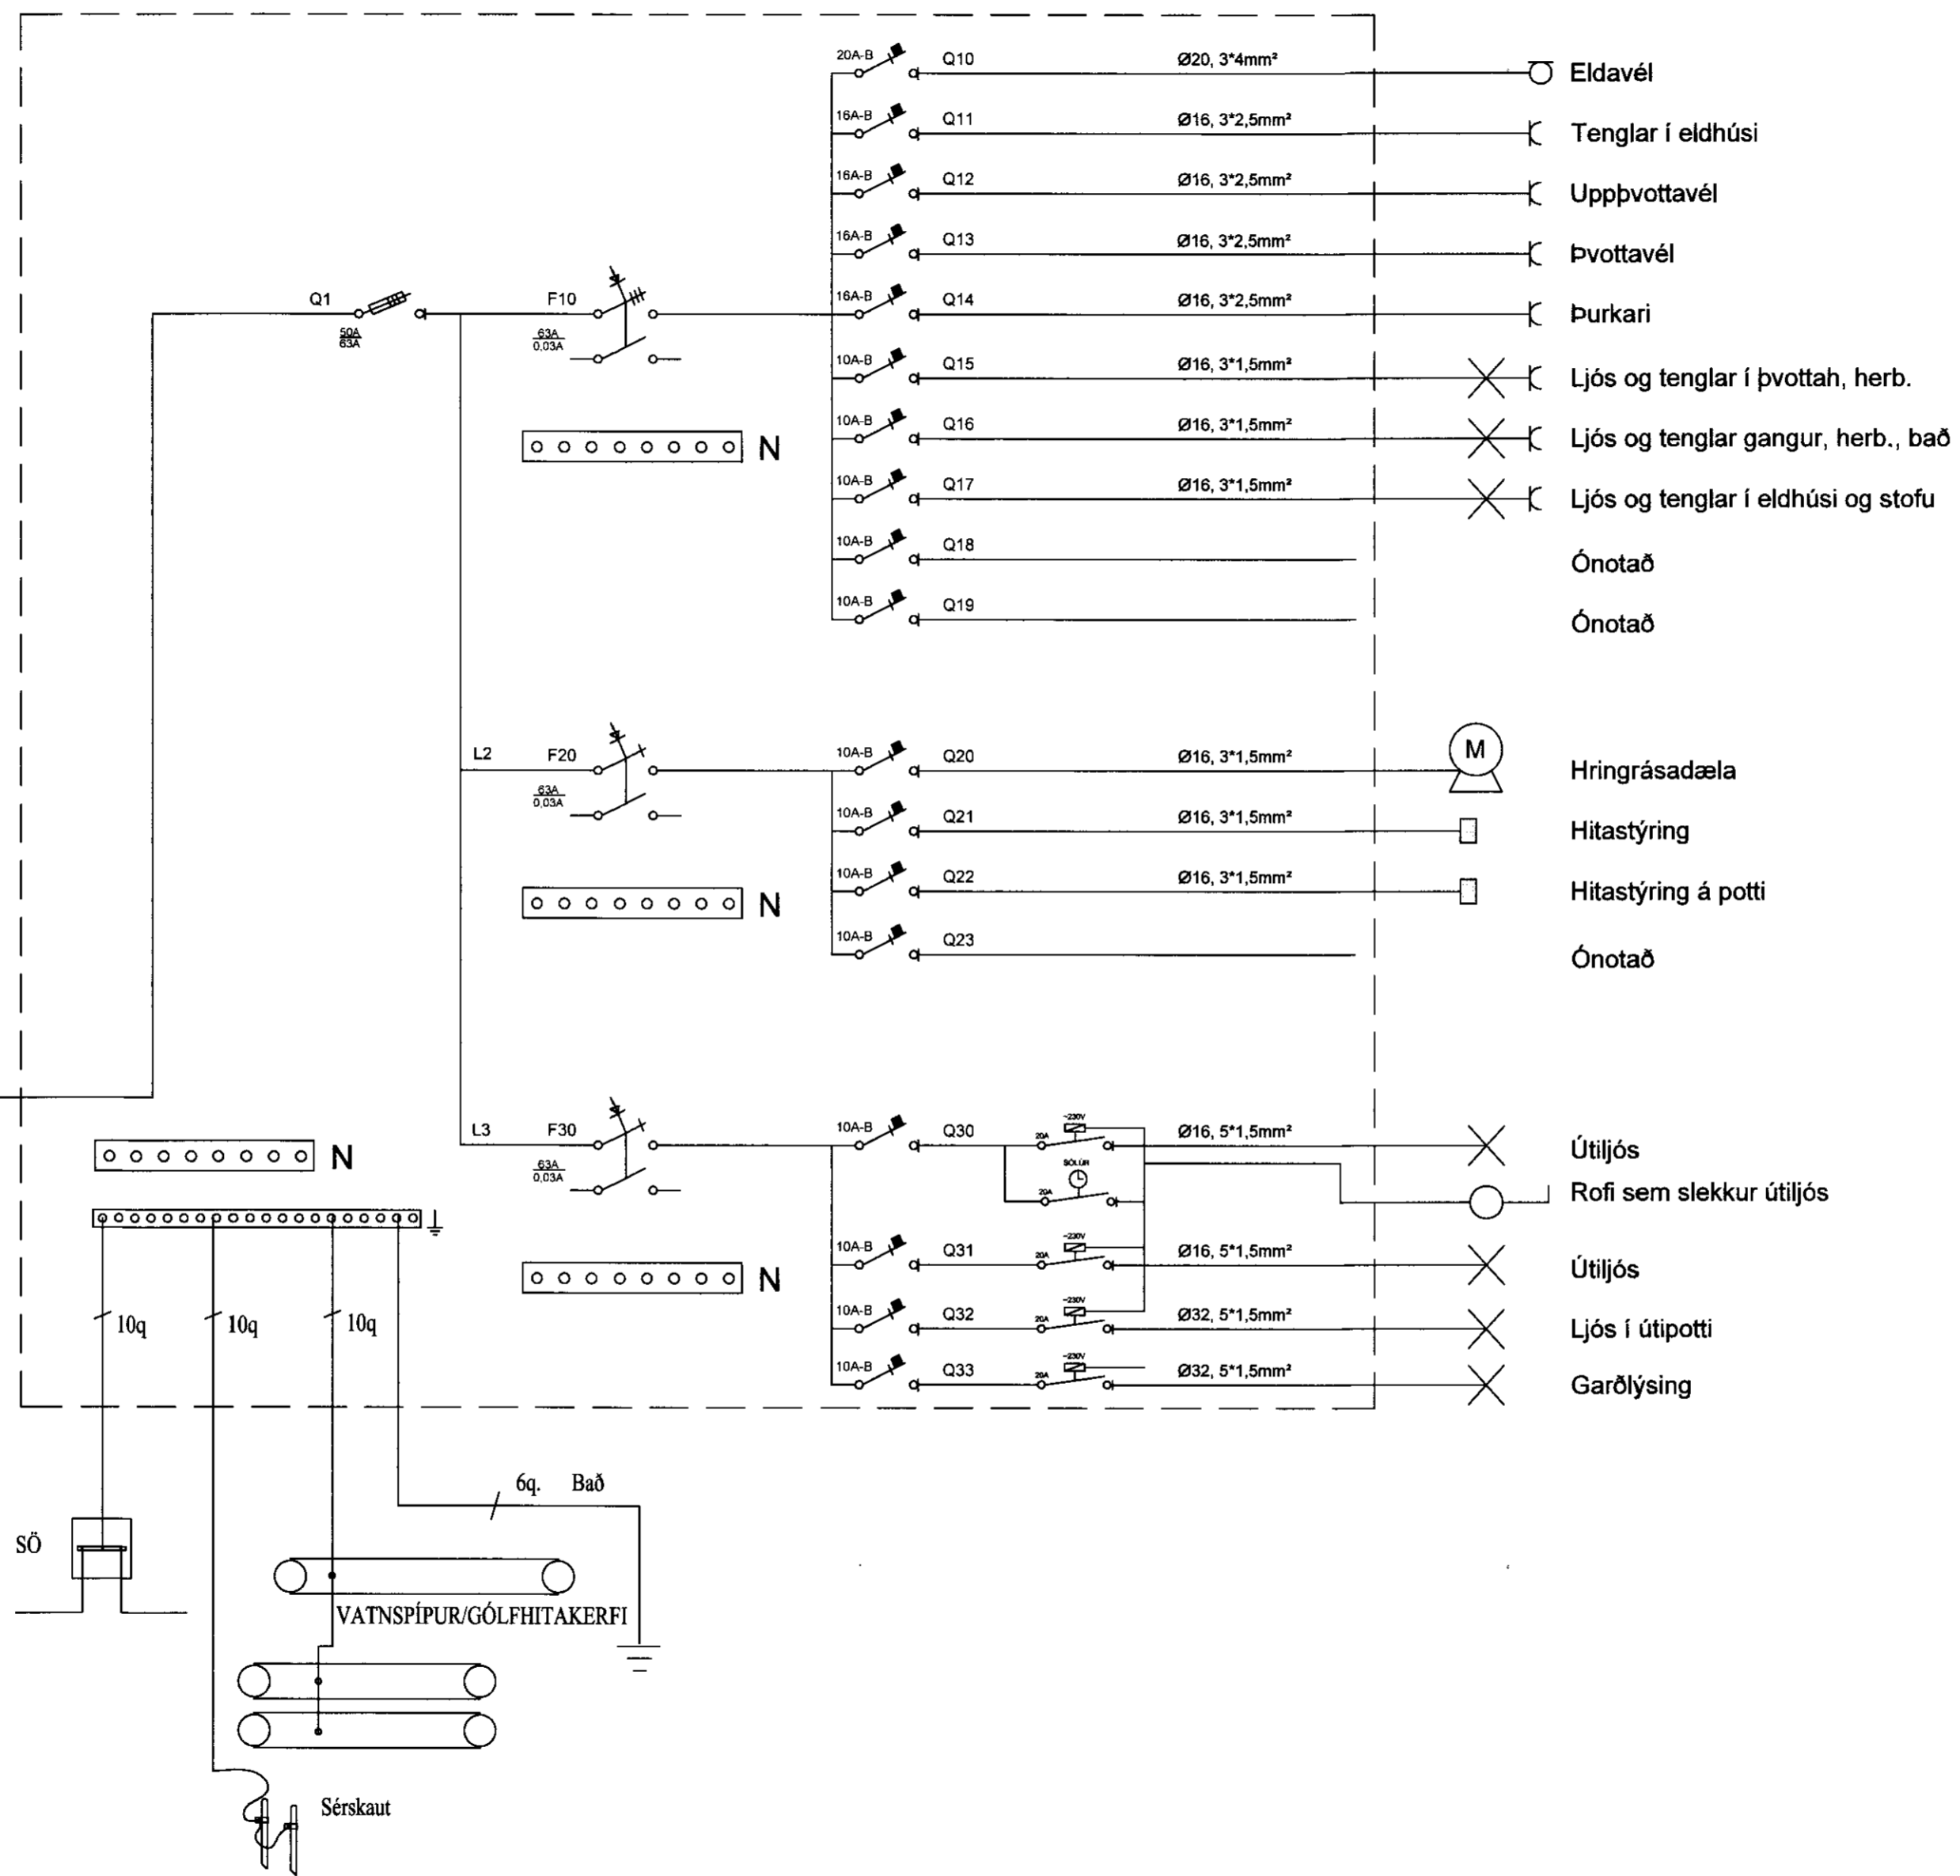 20A-B Q10 Ø20, 3*4mm² Eldavél
16A-B Q11 Ø16, 3*2,5mm² Tenglar í eldhúsi
16A-B Q12 Ø16, 3*2,5mm² Uppþvottavél
16A-B Q13 Ø16, 3*2,5mm² Þvottavél
Q1 F10 16A-B Q14 Ø16, 3*2,5mm² Þurkari
50A 63A
63A 0,03A
10A-B Q15 Ø16, 3*1,5mm² Ljós og tenglar í þvottah, herb.
N 10A-B Q16 Ø16, 3*1,5mm² Ljós og tenglar gangur, herb., bað
10A-B Q17 Ø16, 3*1,5mm² Ljós og tenglar í eldhúsi og stofu
10A-B Q18 Ónotað
10A-B Q19 Ónotað
L2 F20 10A-B Q20 Ø16, 3*1,5mm² M Hringrásadæla
63A 0,03A
10A-B Q21 Ø16, 3*1,5mm² Hitastýring
N 10A-B Q22 Ø16, 3*1,5mm² Hitastýring á potti
10A-B Q23 Ónotað
L3 F30 10A-B Q30 20A ~230V Ø16, 5*1,5mm² Útiljós
N
63A 0,03A
SÓLÚR
20A Rofi sem slekkur útiljós
N 10A-B Q31 20A ~230V Ø16, 5*1,5mm² Útiljós
10q 10q 10q 10A-B Q32 20A ~230V Ø32, 5*1,5mm² Ljós í útipotti
10A-B Q33 20A ~230V Ø32, 5*1,5mm² Garðlýsing
6q. Bað
SÖ
VATNSPÍPUR/GÓLFHITAKERFI
Sérskaut